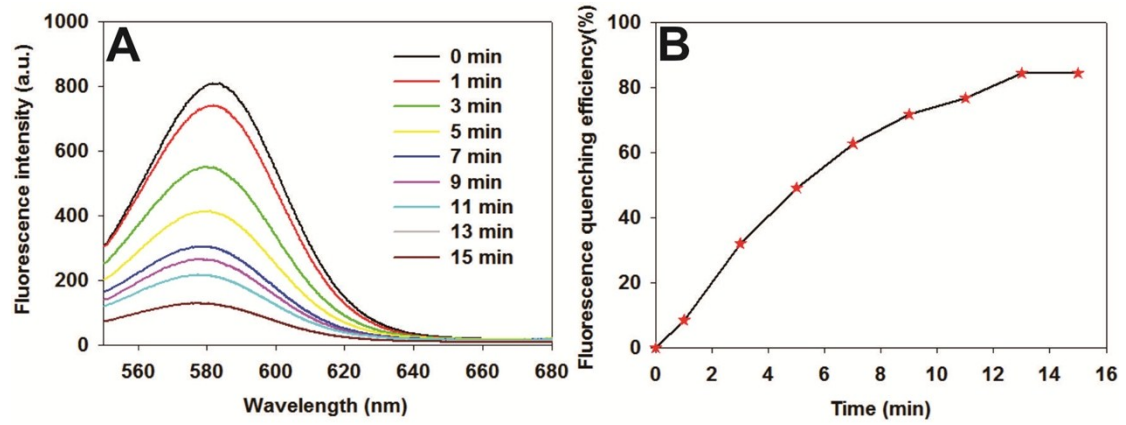 A
Fluorescence intensity (a.u.)
1000
800
600
400
200
0
560 580 600 620 640 660 680
Wavelength (nm)
0 min
1 min
3 min
5 min
7 min
9 min
11 min
13 min
15 min
B
Fluorescence quenching efficiency(%)
100
80
60
40
20
0
0 2 4 6 8 10 12 14 16
Time (min)